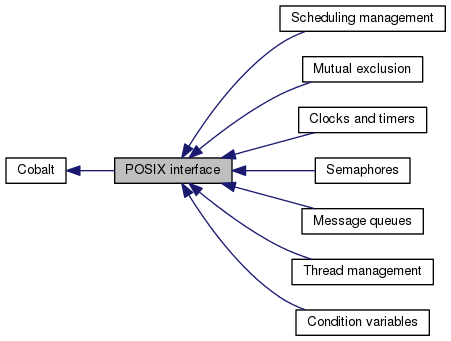 Scheduling management
Mutual exclusion
Clocks and timers
Cobalt
POSIX interface
Semaphores
Message queues
Thread management
Condition variables